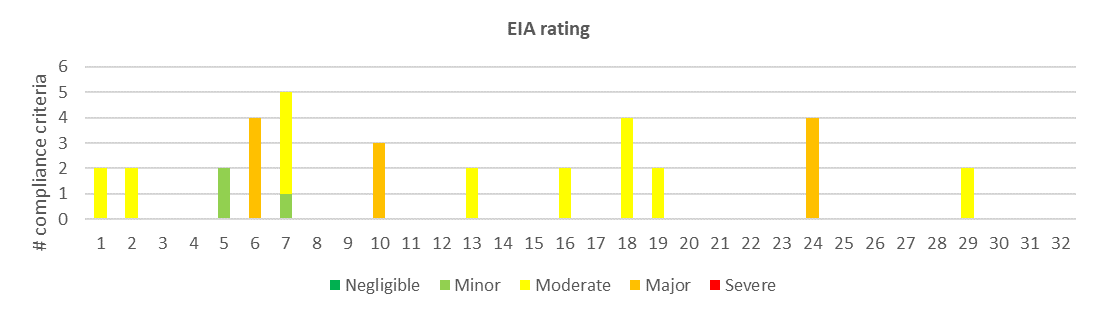 EIA rating
# compliance criteria
6
5
4
3
2
1
0
1 2 3 4 5 6 7 8 9 10 11 12 13 14 15 16 17 18 19 20 21 22 23 24 25 26 27 28 29 30 31 32
Negligible Minor Moderate Major Severe